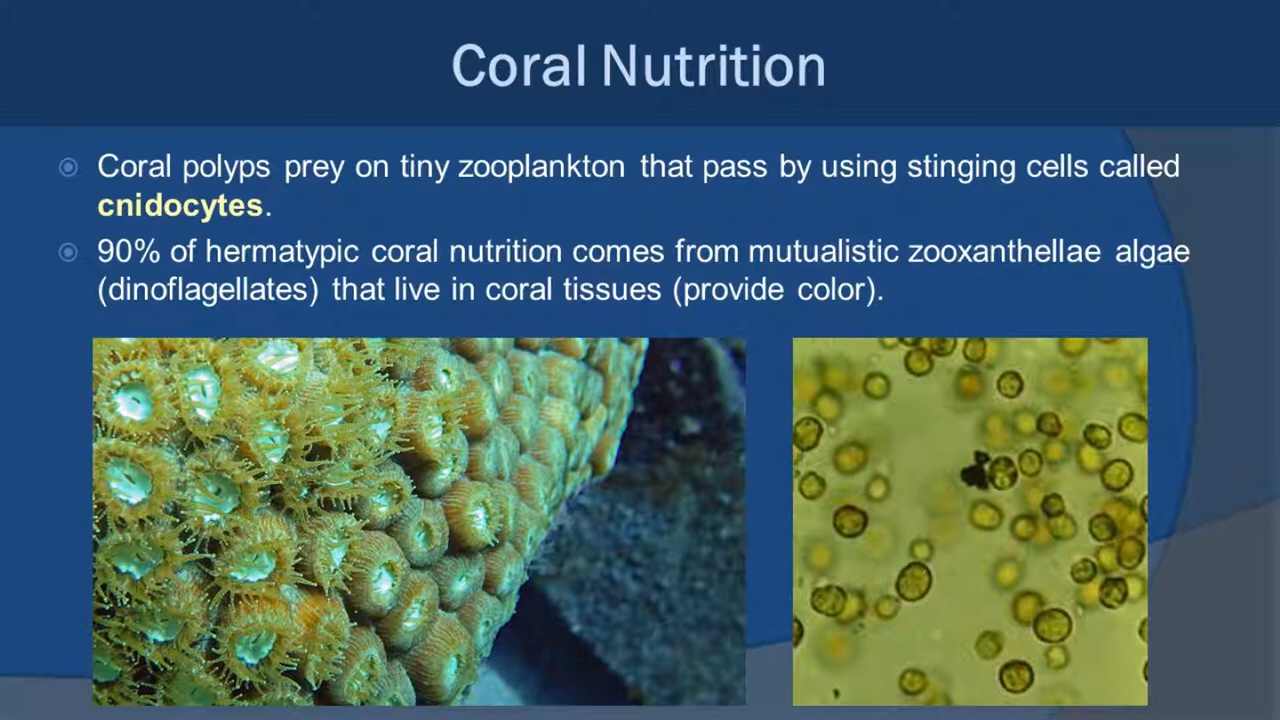 Coral Nutrition
Coral polyps prey on tiny zooplankton that pass by using stinging cells called
cnidocytes.
90% of hermatypic coral nutrition comes from mutualistic zooxanthellae algae
(dinoflagellates) that live in coral tissues (provide color).